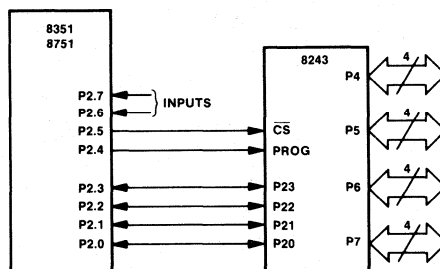 8351
8751
P2.7
P2.6
INPUTS
P2.5
P2.4
P2.3
P2.2
P2.1
P2.0
8243
CS
PROG
P23
P22
P21
P20
P4
4
P5
4
P6
4
P7
4